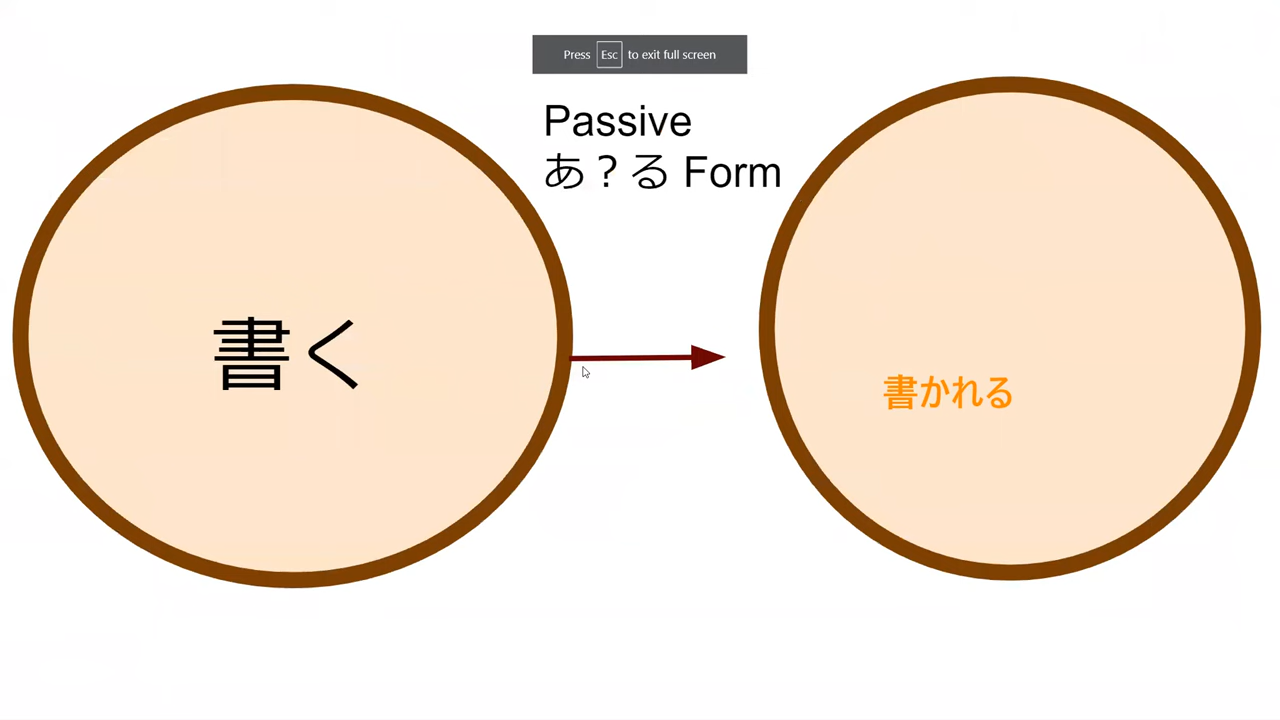 Press Esc to exit full screen
Passive
あ？る Form
書く
書かれる